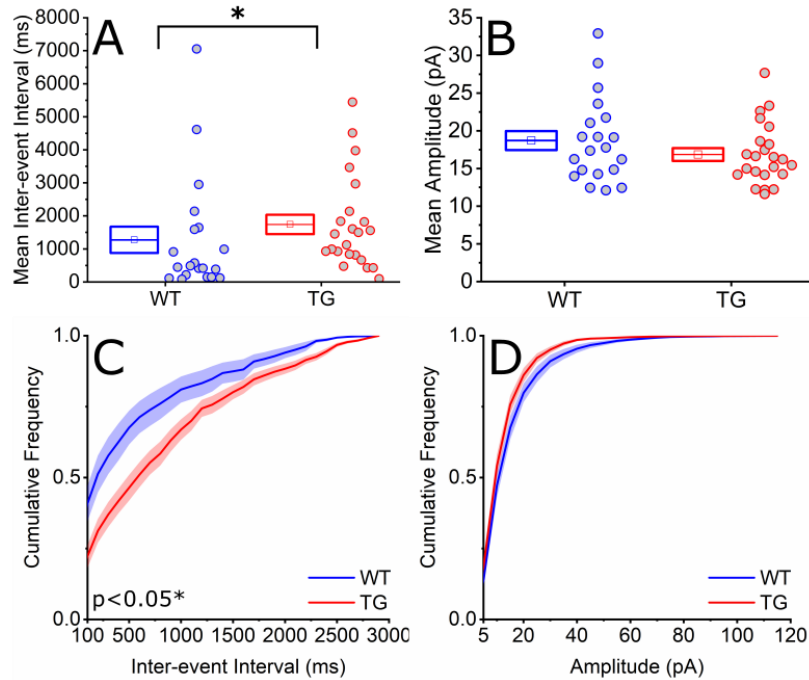 A
*
Mean Inter-event Interval (ms)
8000
7000
6000
5000
4000
3000
2000
1000
0
WT
TG
B
Mean Amplitude (pA)
35
30
25
20
15
10
5
0
WT
TG
C
Cumulative Frequency
1.0
0.5
0.0
p<0.05*
WT
TG
100 500 1000 1500 2000 2500 3000
Inter-event Interval (ms)
D
Cumulative Frequency
1.0
0.5
0.0
WT
TG
5 20 40 60 80 100 120
Amplitude (pA)